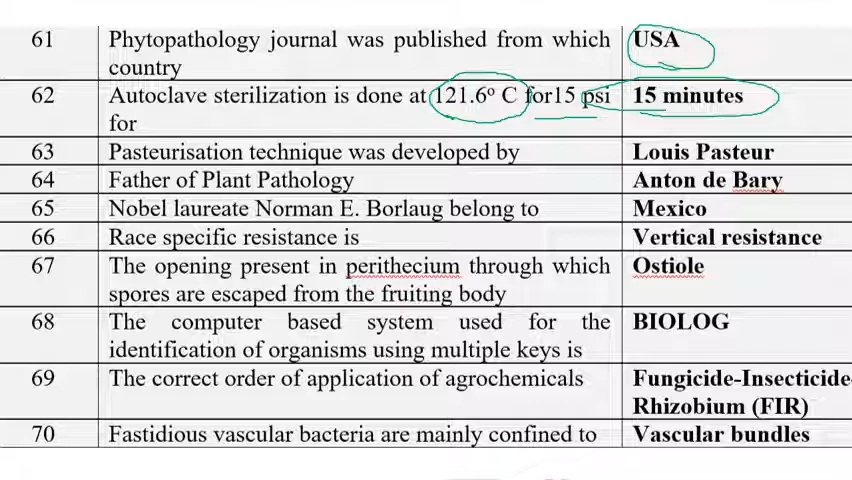 61 Phytopathology journal was published from which USA
country
62 Autoclave sterilization is done at 121.6º C for15 psi 15 minutes
for
63 Pasteurisation technique was developed by Louis Pasteur
64 Father of Plant Pathology Anton de Bary
65 Nobel laureate Norman E. Borlaug belong to Mexico
66 Race specific resistance is Vertical resistance
67 The opening present in perithecium through which Ostiole
spores are escaped from the fruiting body
68 The computer based system used for the BIOLOG
identification of organisms using multiple keys is
69 The correct order of application of agrochemicals Fungicide-Insecticide-
Rhizobium (FIR)
70 Fastidious vascular bacteria are mainly confined to Vascular bundles